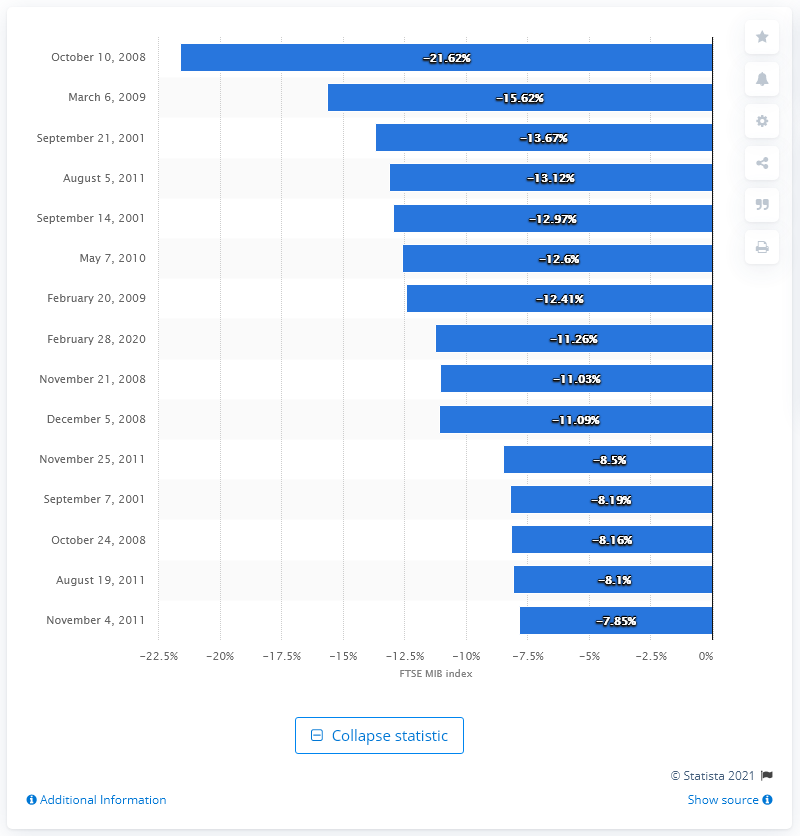 October 10, 2008 −21.62%
March 6, 2009 −15.62%
September 21, 2001 −13.67%
August 5, 2011 −13.12%
September 14, 2001 −12.97%
May 7, 2010 −12.6%
February 20, 2009 −12.41%
February 28, 2020 −11.26%
November 21, 2008 −11.03%
December 5, 2008 −11.09%
November 25, 2011 −8.5%
September 7, 2001 −8.19%
October 24, 2008 −8.16%
August 19, 2011 −8.1%
November 4, 2011 −7.85%
−22.5% −20% −17.5% −15% −12.5% −10% −7.5% −5% −2.5% 0%
FTSE MIB index
Collapse statistic
© Statista 2021
Additional Information Show source